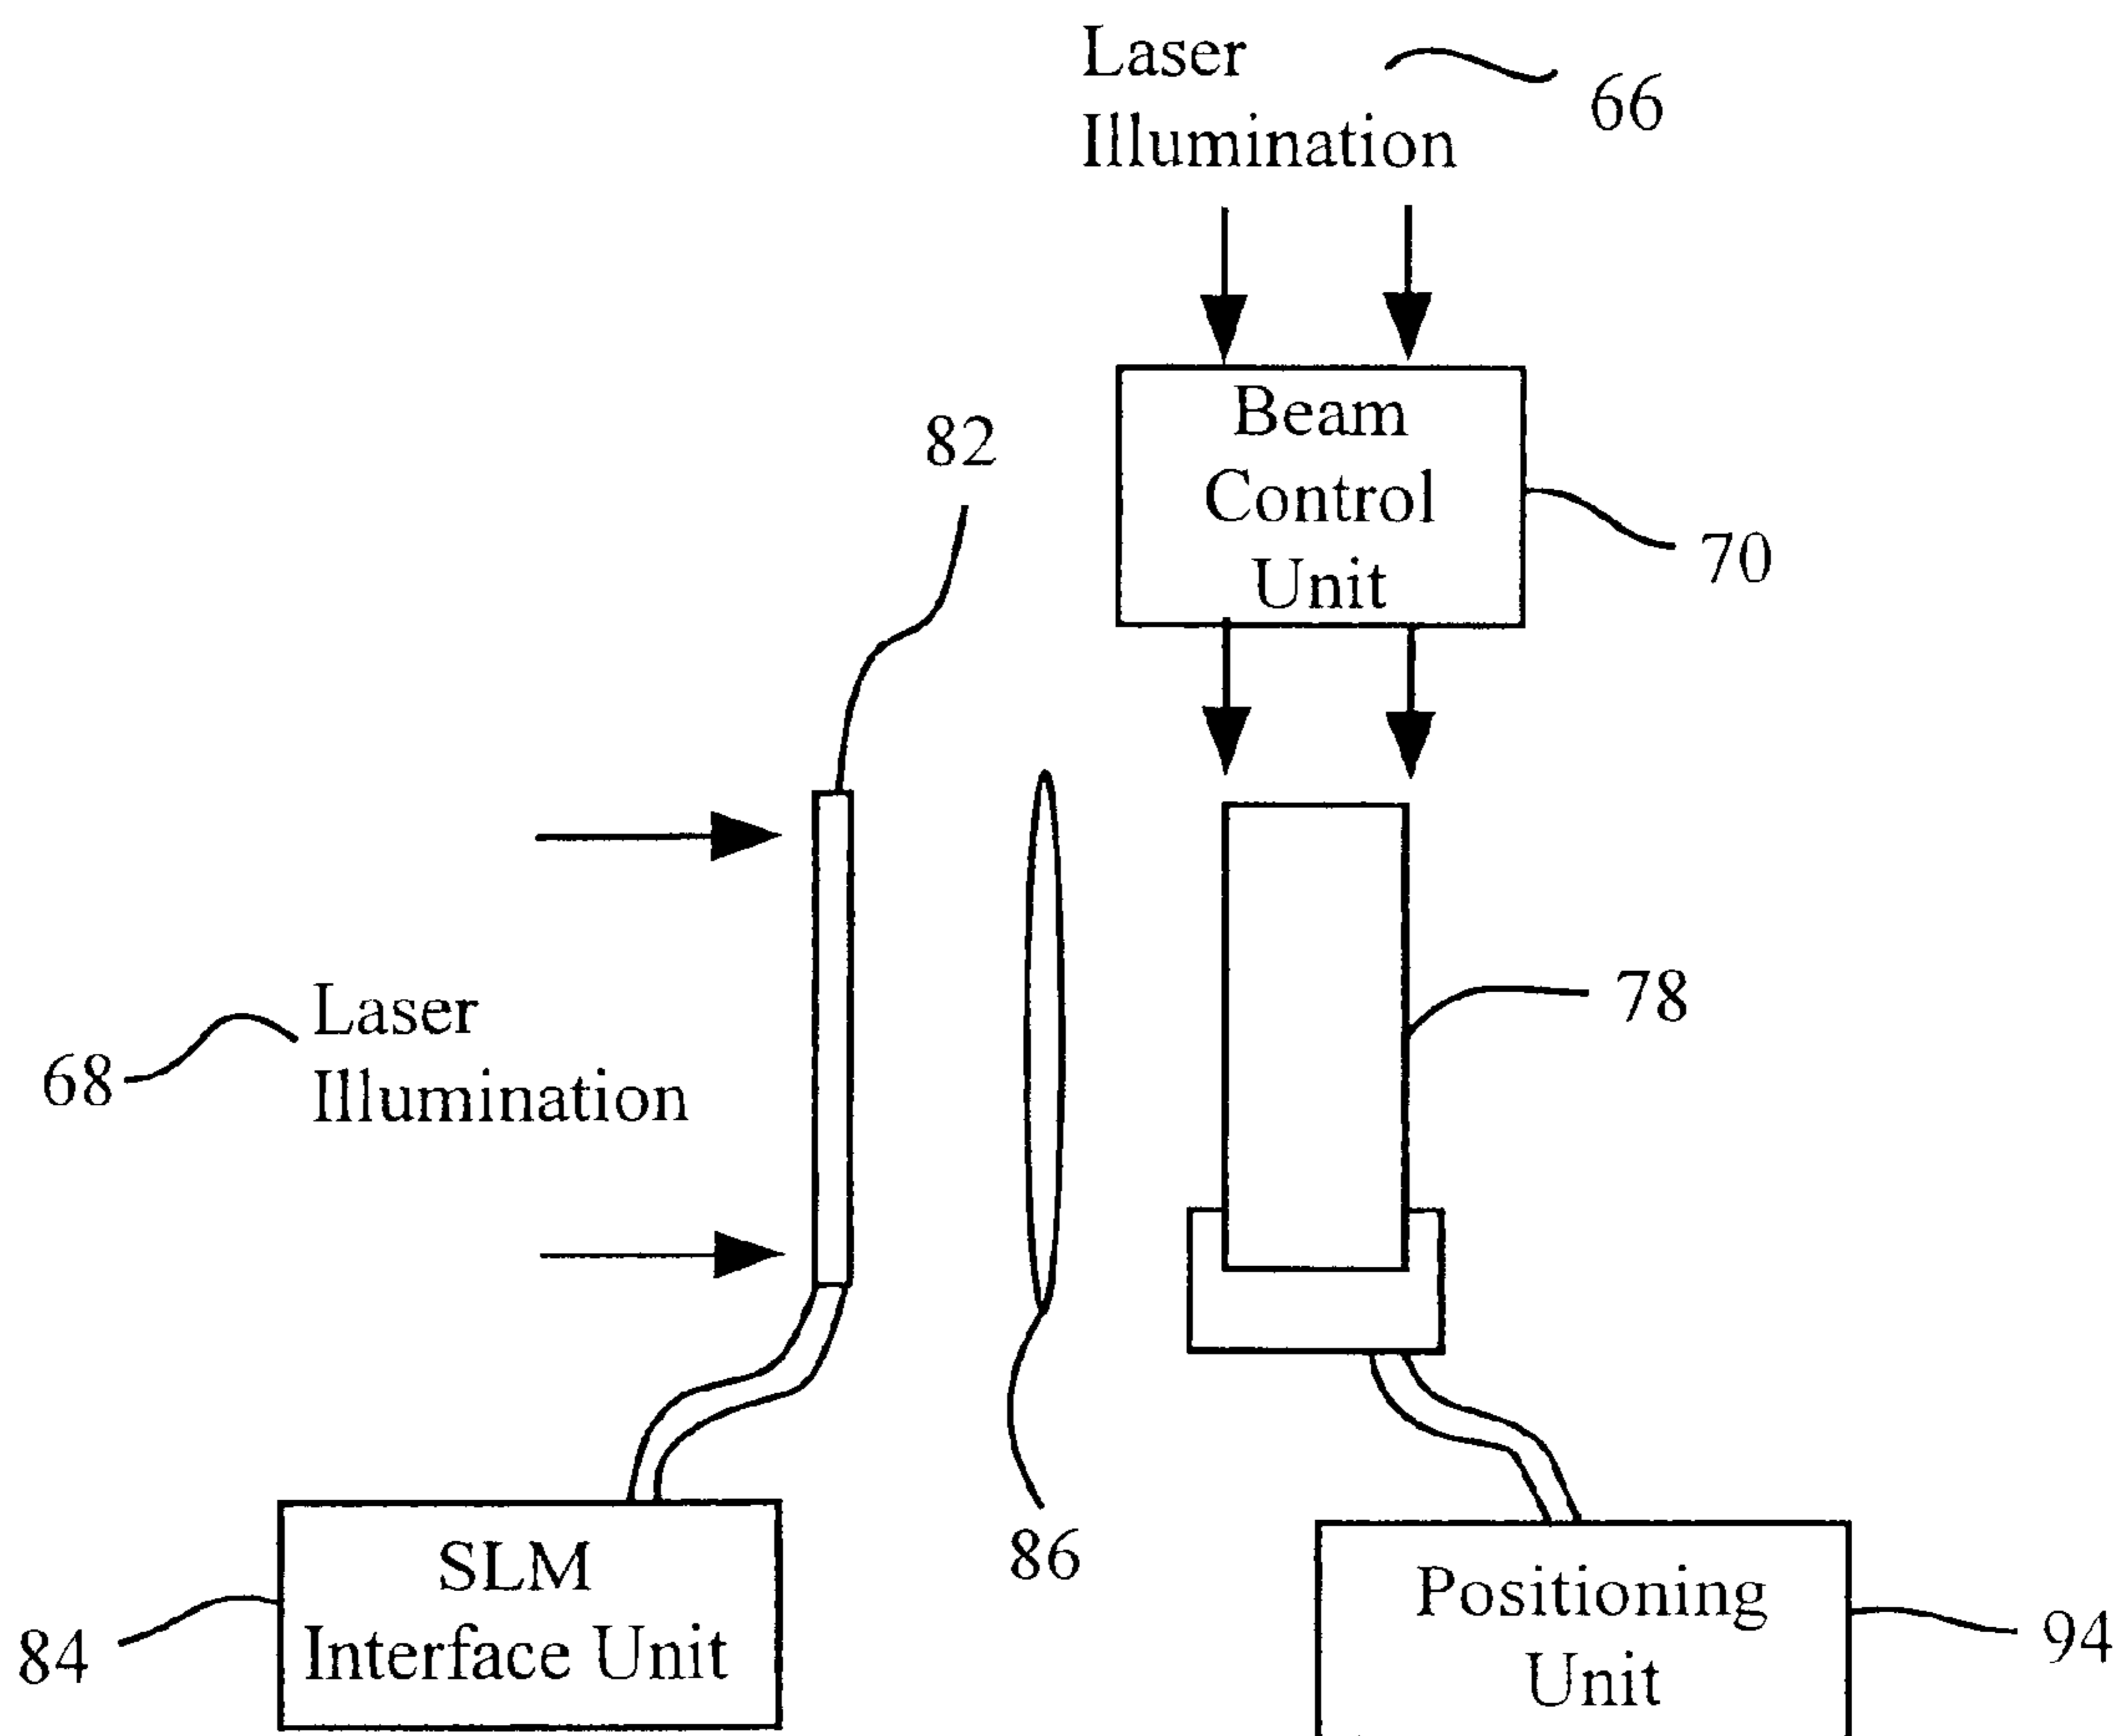 Laser
Illumination
66
Beam
Control
Unit
70
82
78
68
Laser
Illumination
86
SLM
Interface Unit
84
Positioning
Unit
94